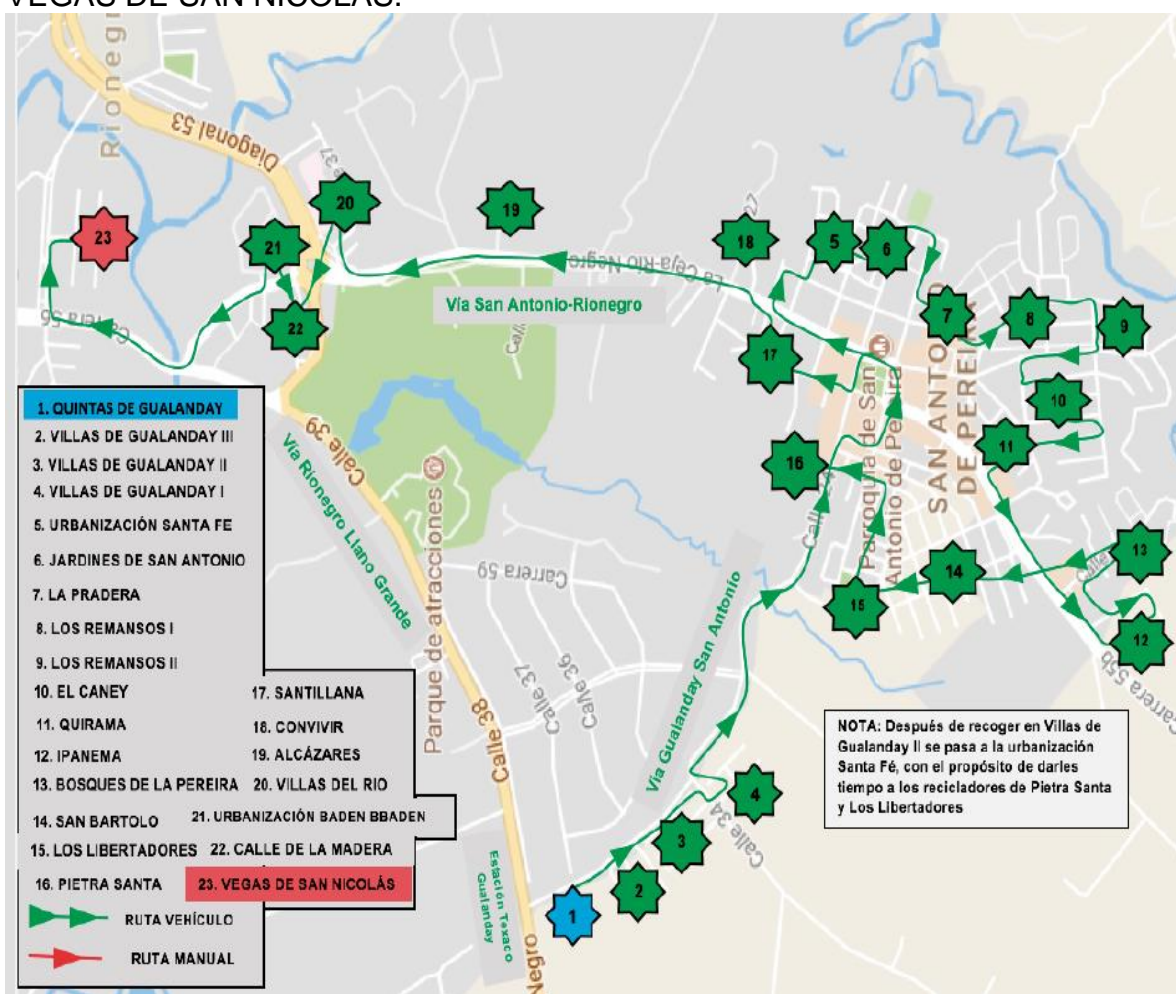 VEGAS DE SAN NICOLÁS.
Rionegro
Diagonal 53
20
19
21
23
22
18
5
6
7
8
9
17
10
11
16
13
14
15
12
4
3
2
1
La Ceja-Rio Negro
Vía San Antonio-Rionegro
Carrera 56
SAN ANTONIO
DE PEREIRA
Parroquia de San
Antonio de Pereira
Calle 39
Vía Rionegro Llano Grande
Parque de atracciones
Carrera 59
Calle 37
Calle 36
Calle 38
Vía Gualanday San Antonio
Calle 34
Carrera 55b
Estación Texaco
Gualanday
Negro
1. QUINTAS DE GUALANDAY
2. VILLAS DE GUALANDAY III
3. VILLAS DE GUALANDAY II
4. VILLAS DE GUALANDAY I
5. URBANIZACIÓN SANTA FE
6. JARDINES DE SAN ANTONIO
7. LA PRADERA
8. LOS REMANSOS I
9. LOS REMANSOS II
10. EL CANEY
11. QUIRAMA
12. IPANEMA
13. BOSQUES DE LA PEREIRA
14. SAN BARTOLO
15. LOS LIBERTADORES
16. PIETRA SANTA
17. SANTILLANA
18. CONVIVIR
19. ALCÁZARES
20. VILLAS DEL RIO
21. URBANIZACIÓN BADEN BBADEN
22. CALLE DE LA MADERA
23. VEGAS DE SAN NICOLÁS
RUTA VEHÍCULO
RUTA MANUAL
NOTA: Después de recoger en Villas de
Gualanday II se pasa a la urbanización
Santa Fé, con el propósito de darles
tiempo a los recicladores de Pietra Santa
y Los Libertadores